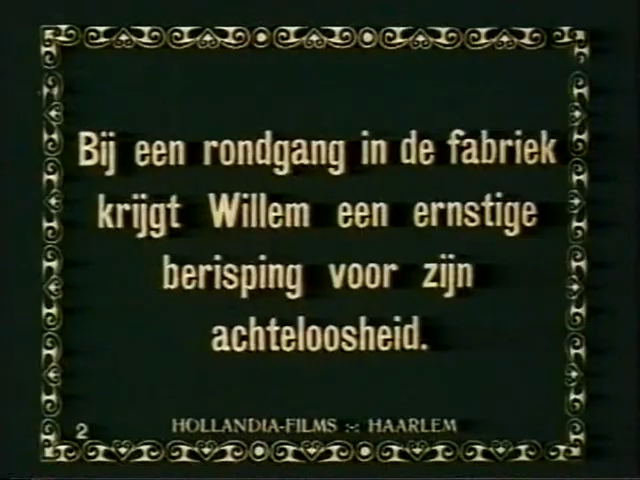 Bij een rondgang in de fabriek
krijgt Willem een ernstige
berisping voor zijn
achteloosheid.
2
HOLLANDIA-FILMS :-: HAARLEM